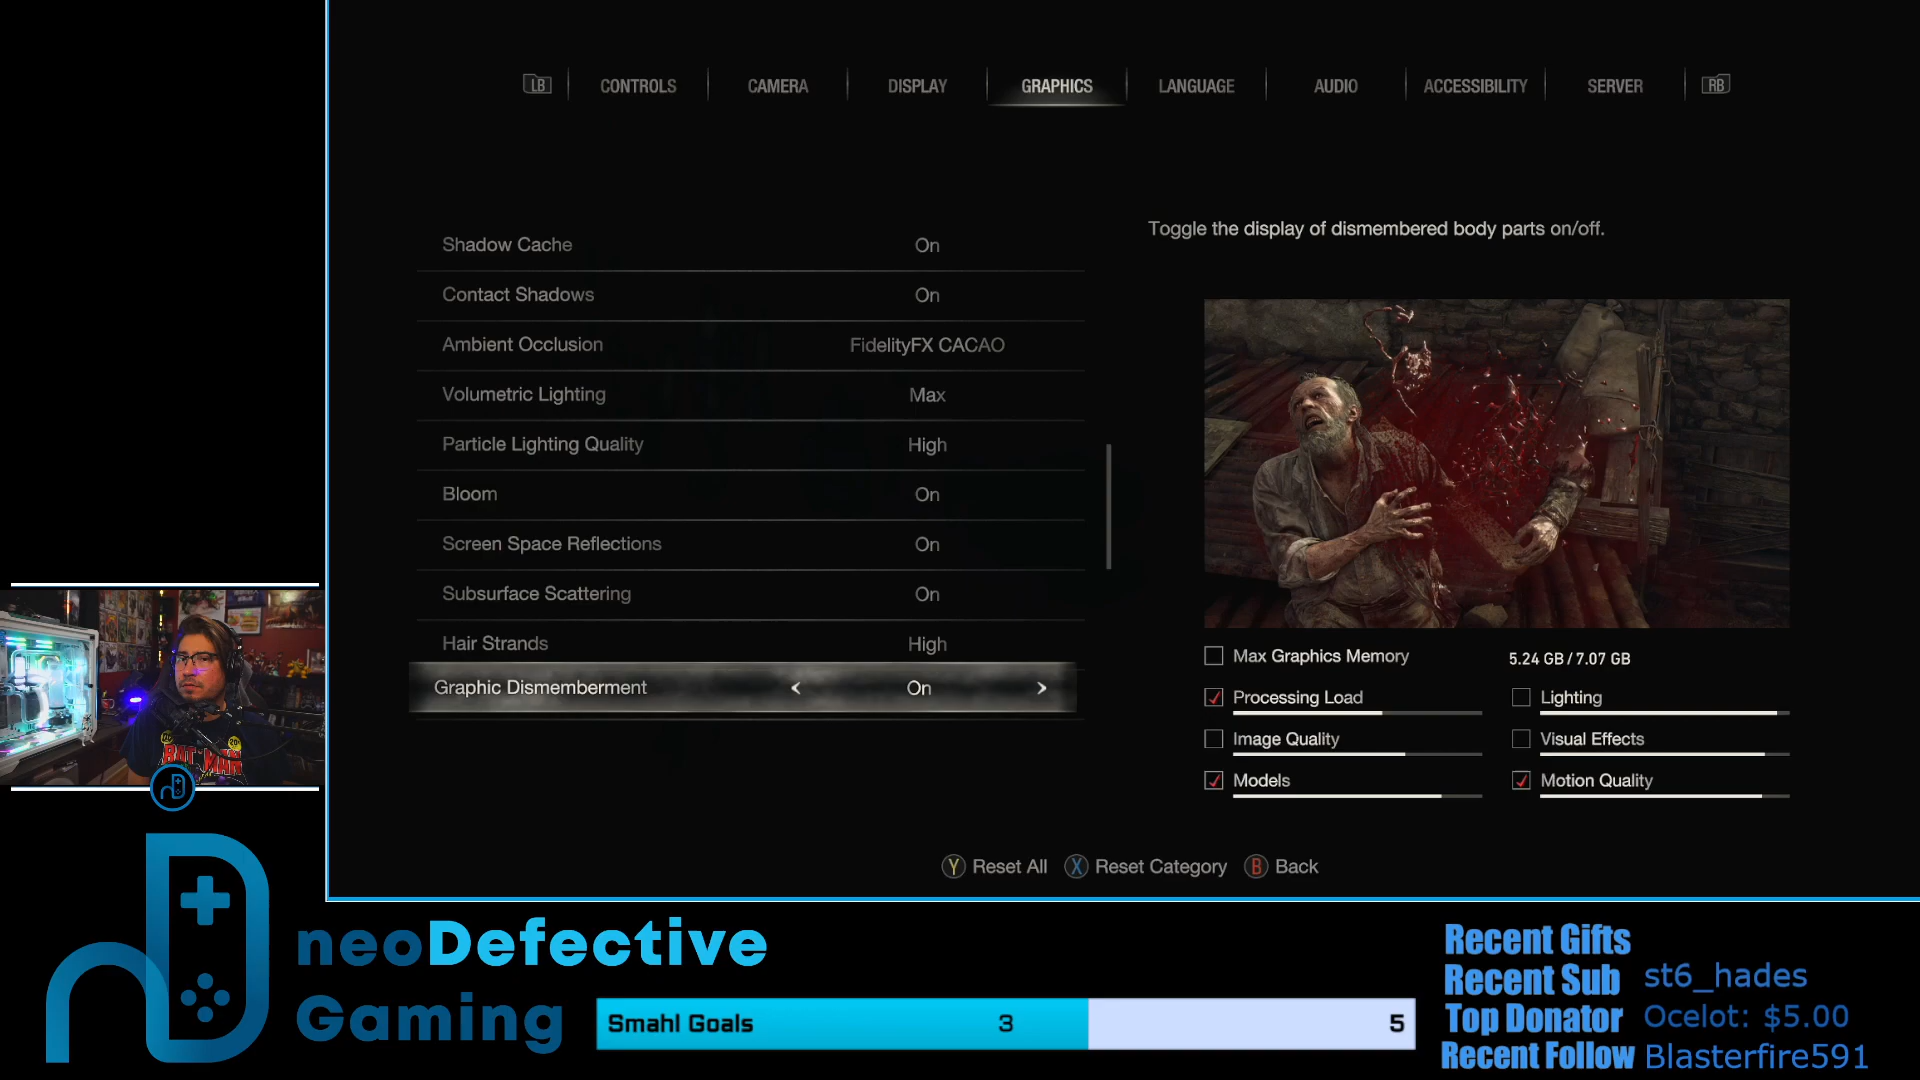 LB
CONTROLS
CAMERA
DISPLAY
GRAPHICS
LANGUAGE
AUDIO
ACCESSIBILITY
SERVER
RB
Shadow Cache On
Contact Shadows On
Ambient Occlusion FidelityFX CACAO
Volumetric Lighting Max
Particle Lighting Quality High
Bloom On
Screen Space Reflections On
Subsurface Scattering On
Hair Strands High
Graphic Dismemberment < On >
Toggle the display of dismembered body parts on/off.
Max Graphics Memory 5.24 GB / 7.07 GB
Processing Load
Lighting
Image Quality
Visual Effects
Models
Motion Quality
Y Reset All X Reset Category B Back
BATMAN
nD
neoDefective
Gaming
Smahl Goals 3 5
Recent Gifts
Recent Sub st6_hades
Top Donator Ocelot: $5.00
Recent Follow Blasterfire591